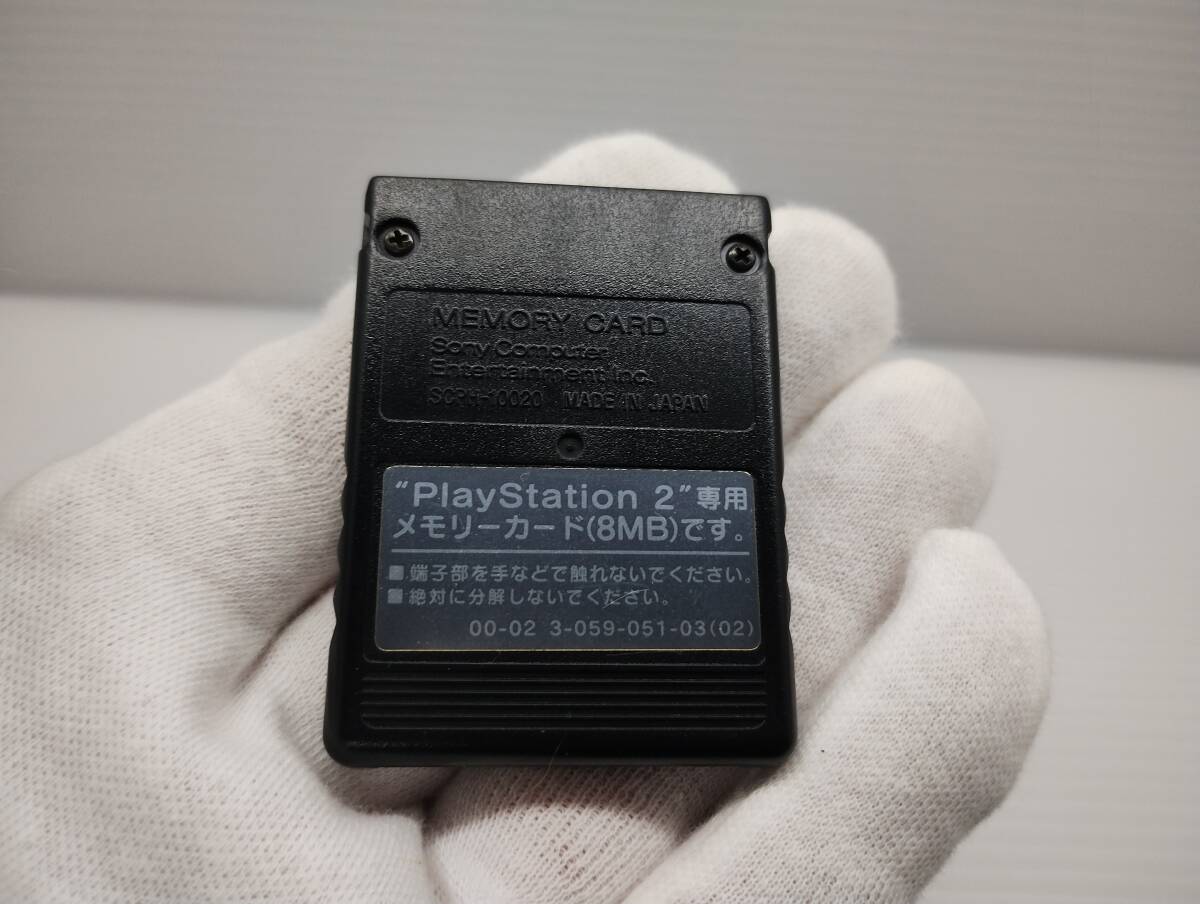 MEMORY CARD
Sony Computer
Entertainment Inc.
SCPH-10020 MADE IN JAPAN
“PlayStation 2”専用
メモリーカード(8MB)です。
■端子部を手などで触れないでください。
■絶対に分解しないでください。
00-02 3-059-051-03(02)